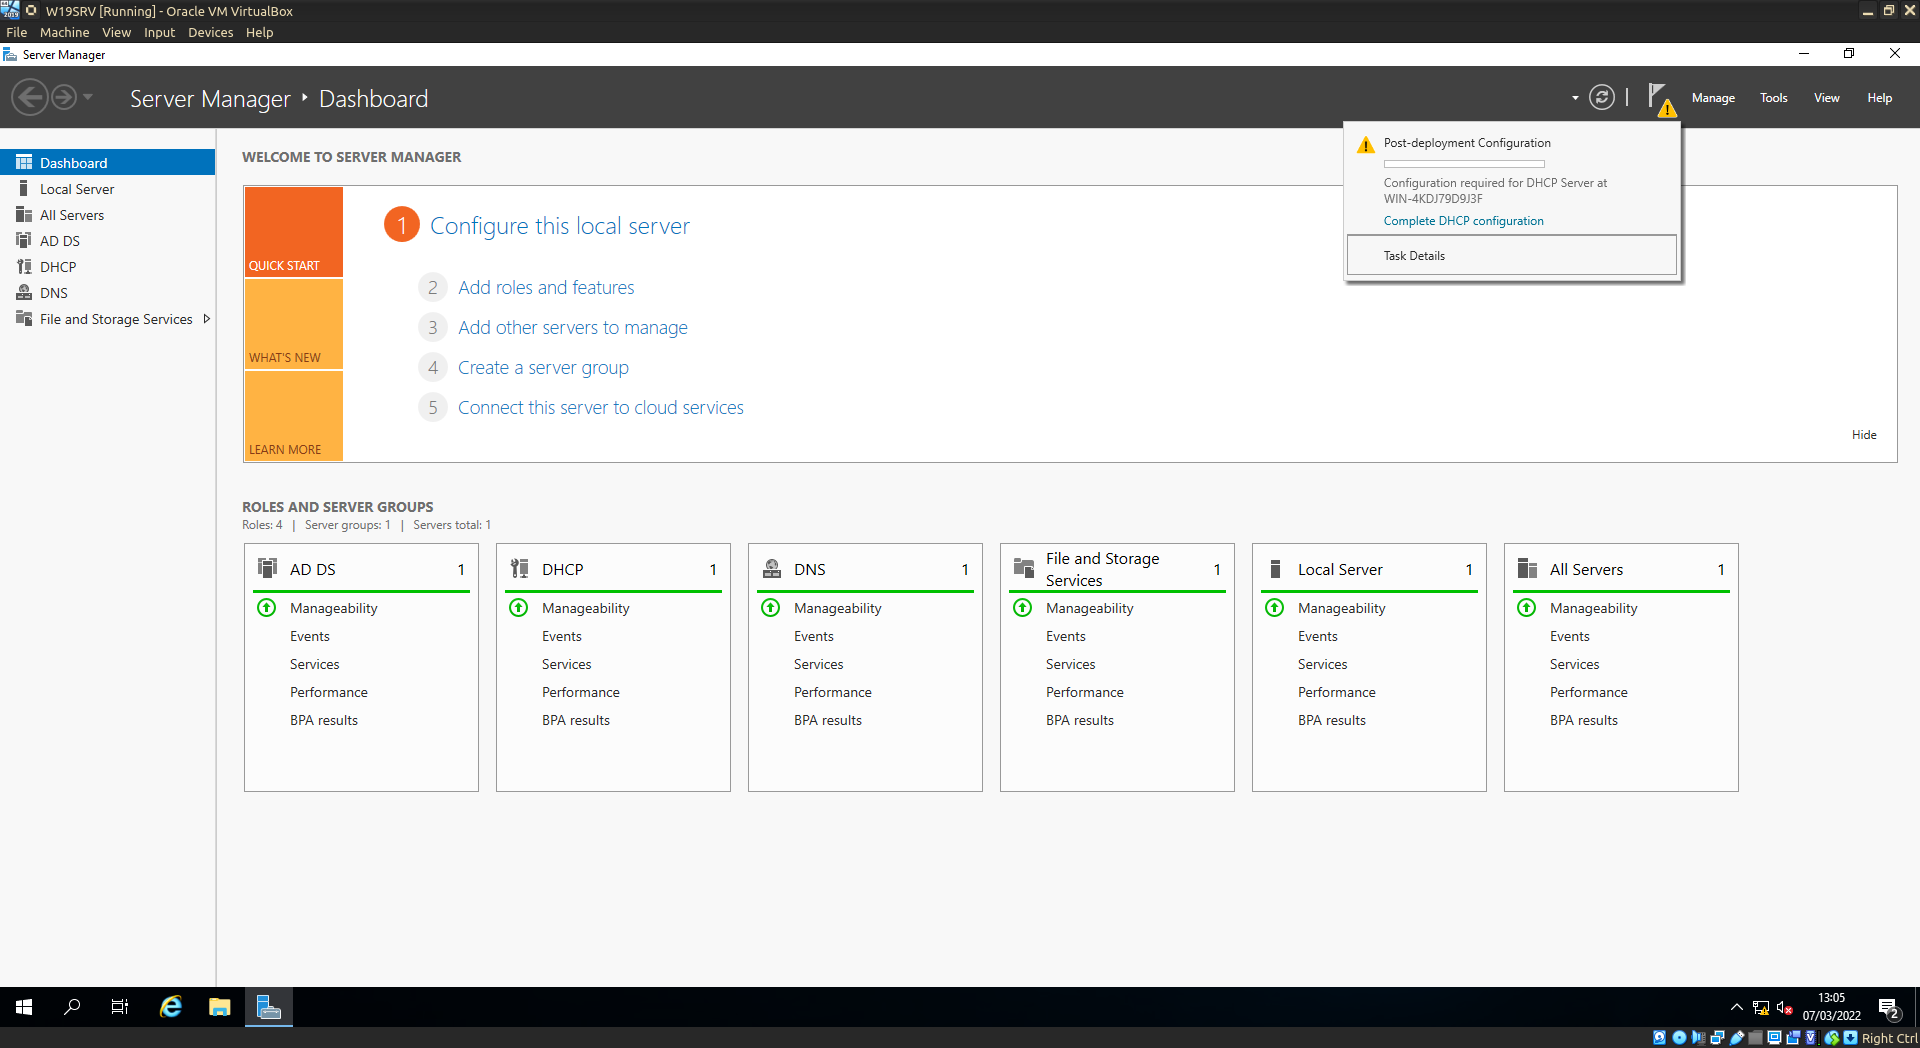 W19SRV [Running] - Oracle VM VirtualBox
File Machine View Input Devices Help
Server Manager
Server Manager ‣ Dashboard
Manage Tools View Help
Post-deployment Configuration
Configuration required for DHCP Server at
WIN-4KDJ79D9J3F
Complete DHCP configuration
Task Details
Dashboard
Local Server
All Servers
AD DS
DHCP
DNS
File and Storage Services
WELCOME TO SERVER MANAGER
QUICK START
WHAT'S NEW
LEARN MORE
1 Configure this local server
2 Add roles and features
3 Add other servers to manage
4 Create a server group
5 Connect this server to cloud services
Hide
ROLES AND SERVER GROUPS
Roles: 4 | Server groups: 1 | Servers total: 1
AD DS 1
Manageability
Events
Services
Performance
BPA results
DHCP 1
Manageability
Events
Services
Performance
BPA results
DNS 1
Manageability
Events
Services
Performance
BPA results
File and Storage
Services 1
Manageability
Events
Services
Performance
BPA results
Local Server 1
Manageability
Events
Services
Performance
BPA results
All Servers 1
Manageability
Events
Services
Performance
BPA results
13:05
07/03/2022
2
Right Ctrl